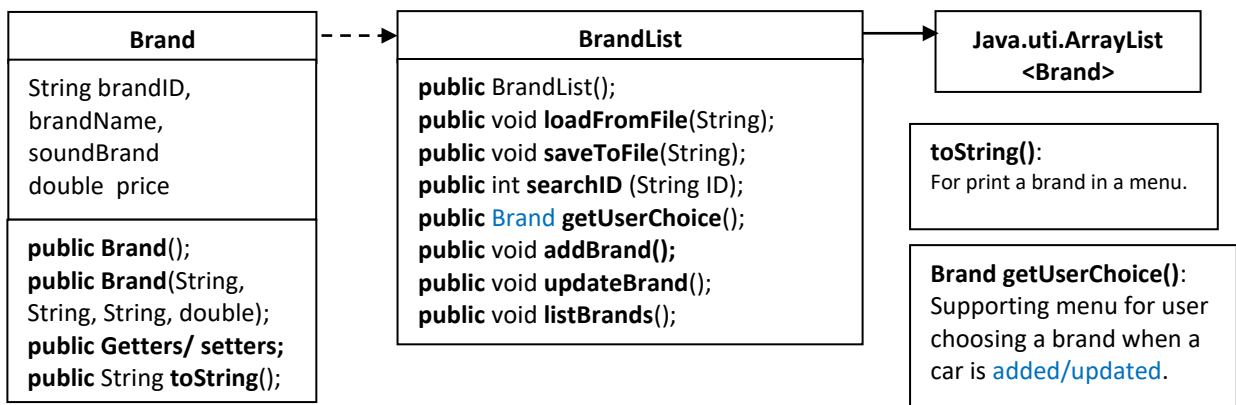 Brand
String brandID,
brandName,
soundBrand
double price
public Brand();
public Brand(String,
String, String, double);
public Getters/ setters;
public String toString();
BrandList
public BrandList();
public void loadFromFile(String);
public void saveToFile(String);
public int searchID (String ID);
public Brand getUserChoice();
public void addBrand();
public void updateBrand();
public void listBrands();
Java.uti.ArrayList
<Brand>
toString():
For print a brand in a menu.
Brand getUserChoice():
Supporting menu for user
choosing a brand when a
car is added/updated.